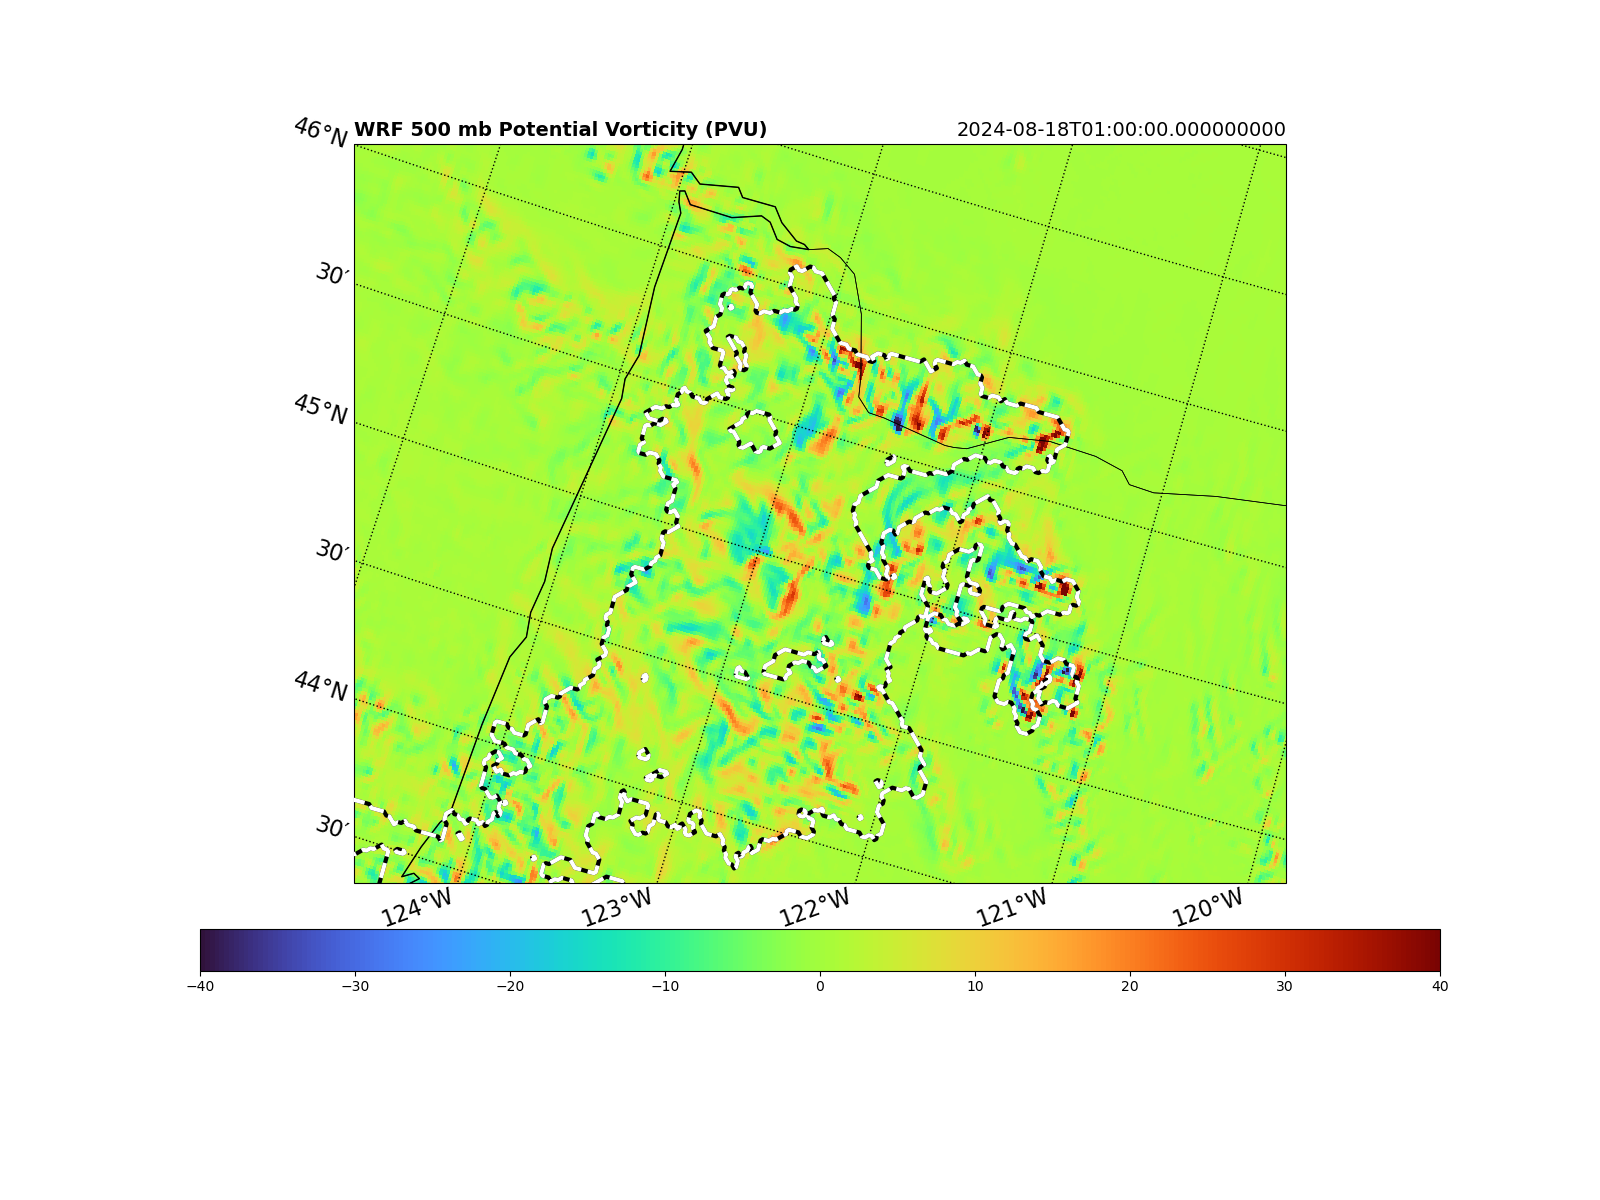 WRF 500 mb Potential Vorticity (PVU) 2024-08-18T01:00:00.000000000
46°N
30′
45°N
30′
44°N
30′
124°W 123°W 122°W 121°W 120°W
−40 −30 −20 −10 0 10 20 30 40